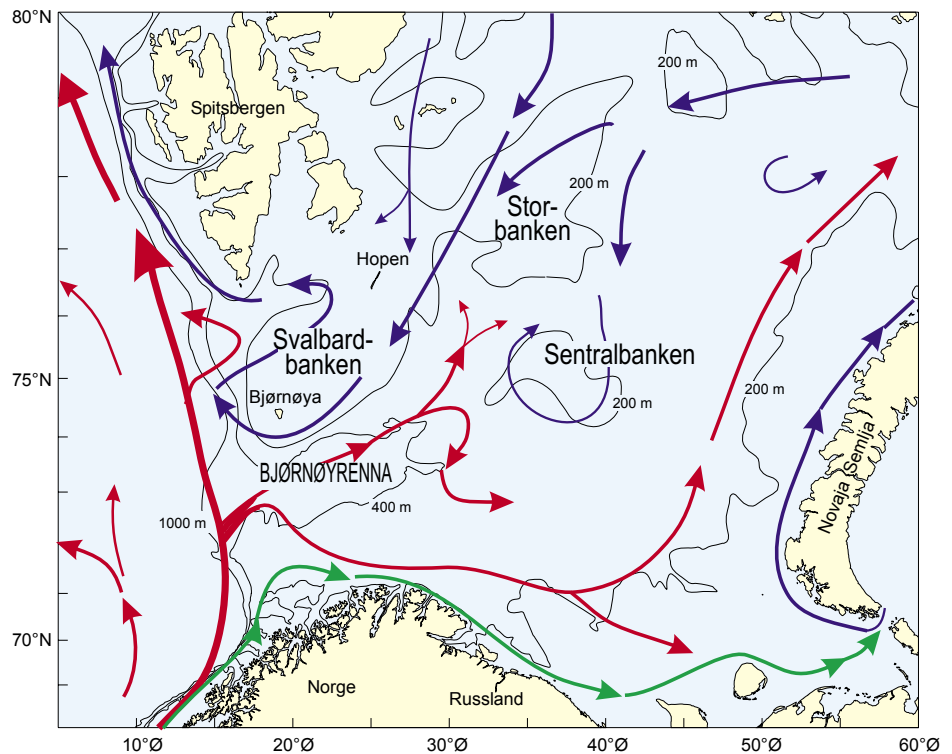 80°N
200 m
Spitsbergen
200 m
Stor-
banken
Hopen
Svalbard-
banken
Sentralbanken
75°N
Bjørnøya
200 m
200 m
BJØRNØYRENNA
400 m
1000 m
Novaja Semlja
70°N
Norge
Russland
10°Ø
20°Ø
30°Ø
40°Ø
50°Ø
60°Ø